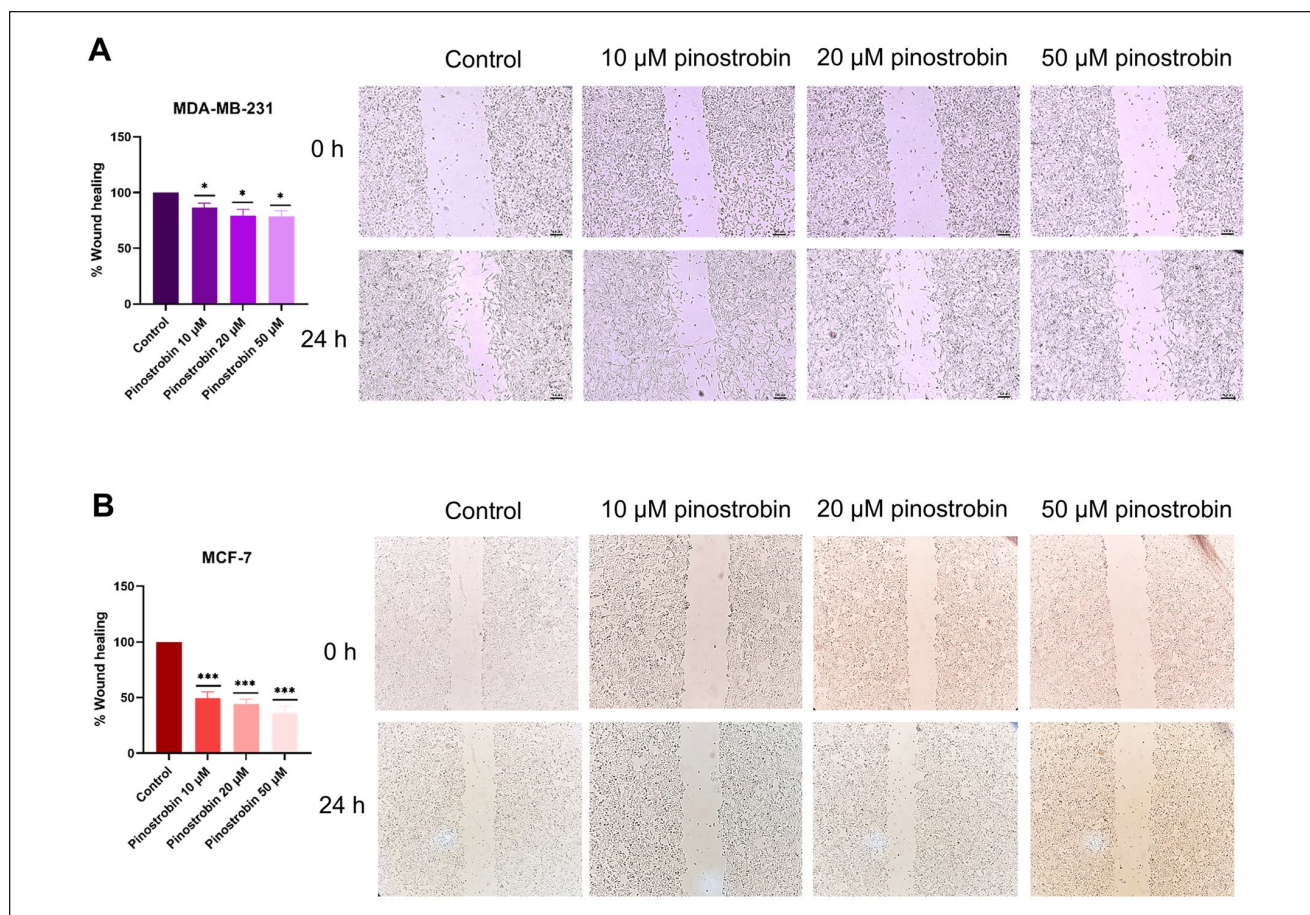 A
Control
10 µM pinostrobin
20 µM pinostrobin
50 µM pinostrobin
MDA-MB-231
150
100
50
0
% Wound healing
* * *
Control
Pinostrobin 10 µM
Pinostrobin 20 µM
Pinostrobin 50 µM
0 h
24 h
B
Control
10 µM pinostrobin
20 µM pinostrobin
50 µM pinostrobin
MCF-7
150
100
50
0
% Wound healing
*** *** ***
Control
Pinostrobin 10 µM
Pinostrobin 20 µM
Pinostrobin 50 µM
0 h
24 h